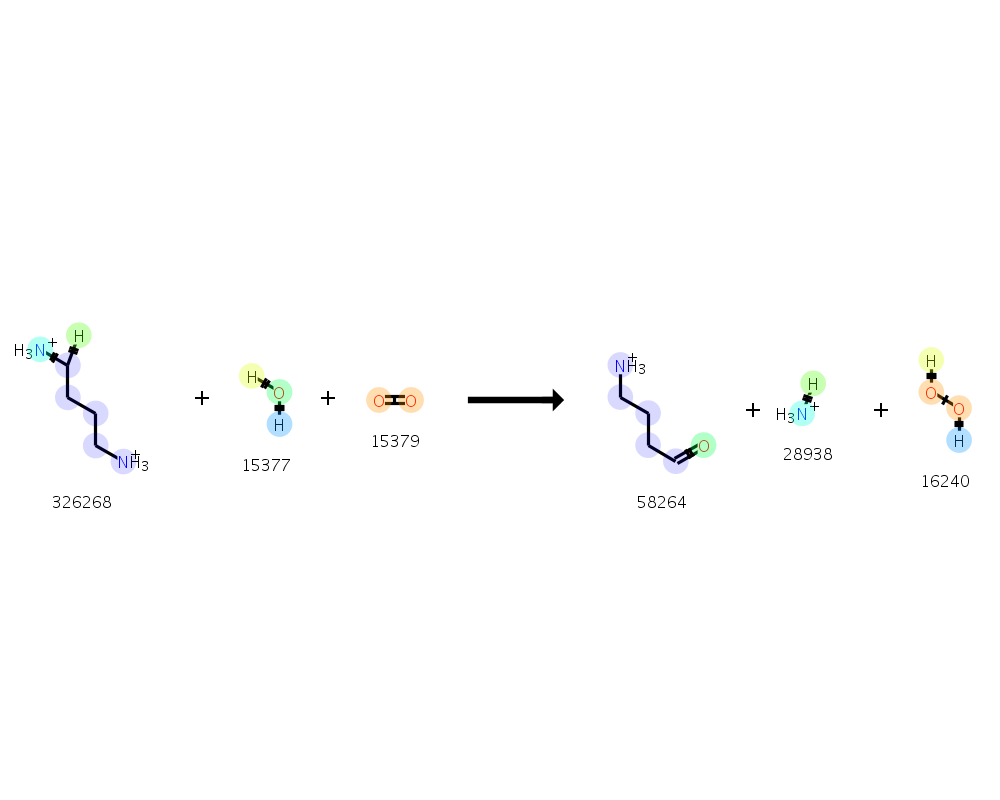 H
H3N+
NH3+
326268
+
H
O
H
15377
+
O O
15379
NH3+
O
58264
+
H
H3N+
28938
+
H
O
O
H
16240